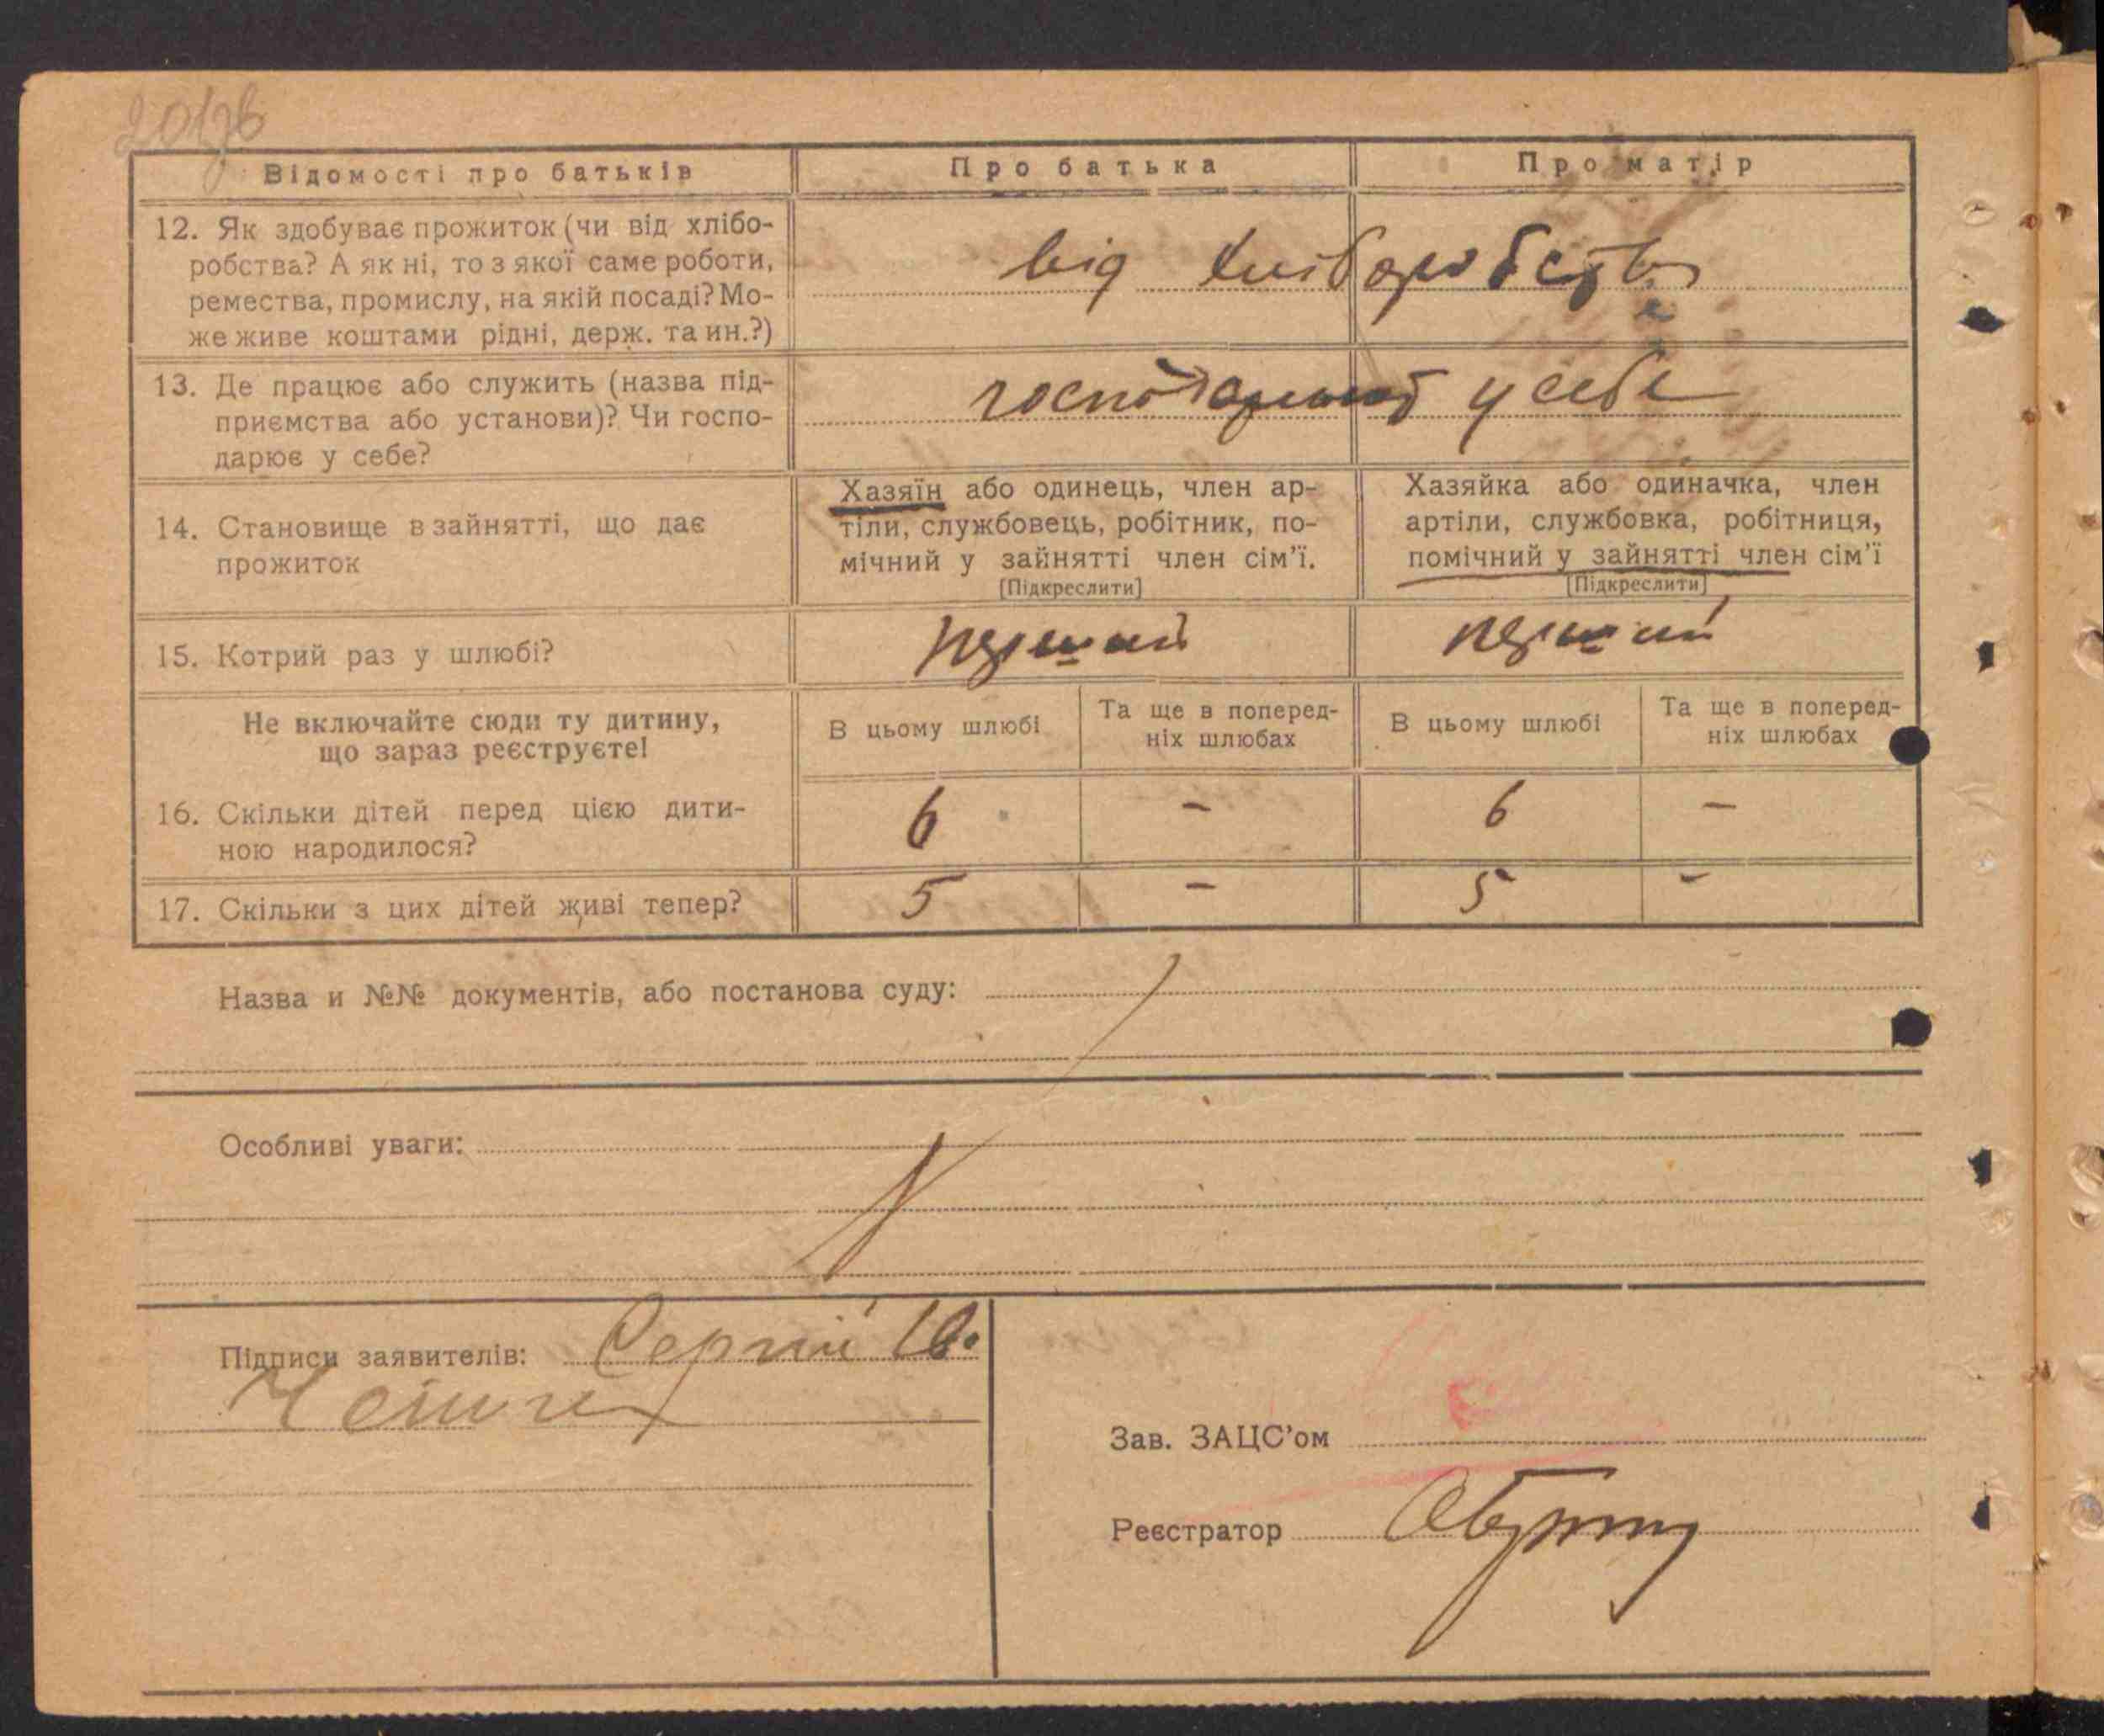 Відомості про батьків
Про батька
Про матір
12. Як здобуває прожиток (чи від хлібо-
робства? А як ні, то з якої саме роботи,
ремества, промислу, на якій посаді? Мо-
же живе коштами рідні, держ. та ин.?)
від хліборобства
13. Де працює або служить (назва під-
приємства або установи)? Чи госпо-
дарює у себе?
у себе
14. Становище в зайнятті, що дає
прожиток
Хазяїн або одинець, член ар-
тіли, службовець, робітник, по-
мічний у зайнятті член сім'ї.
[Підкреслити]
Хазяйка або одиначка, член
артіли, службовка, робітниця,
помічний у зайнятті член сім'ї
[Підкреслити]
15. Котрий раз у шлюбі?
перший
перший
Не включайте сюди ту дитину,
що зараз реєструєте!
В цьому шлюбі
Та ще в поперед-
ніх шлюбах
В цьому шлюбі
Та ще в поперед-
ніх шлюбах
16. Скільки дітей перед цією дити-
ною народилося?
6
-
6
-
17. Скільки з цих дітей живі тепер?
5
-
5
-
Назва и №№ документів, або постанова суду:
Особливі уваги:
Підписи заявителів: Сергій
Зав. ЗАЦС'ом
Реєстратор